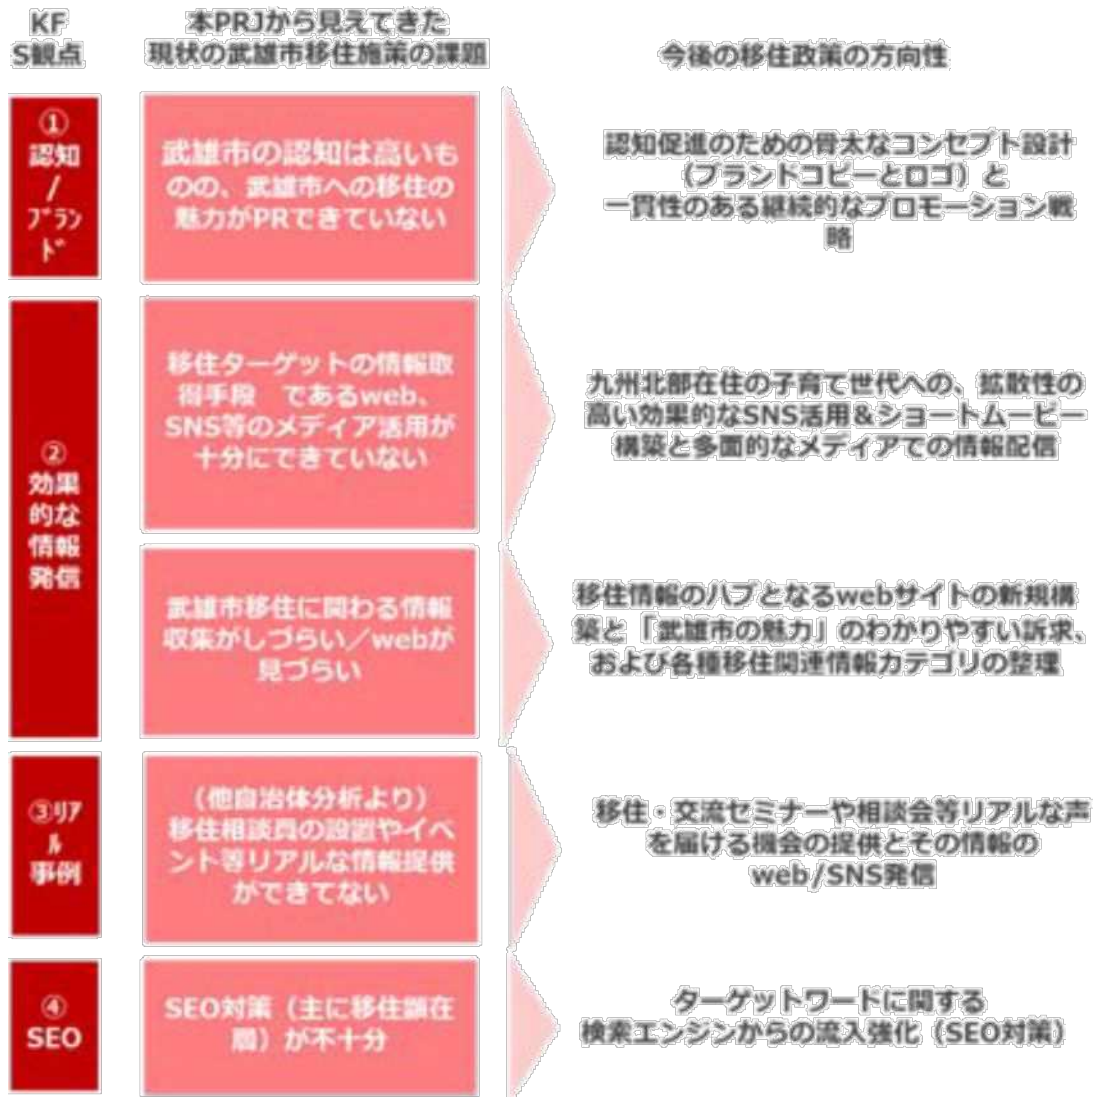 KF
S観点
本PRJから見えてきた
現状の武雄市移住施策の課題
今後の移住政策の方向性
①
認知
/
ﾌﾞﾗﾝ
ﾄﾞ
武雄市の認知は高いも
のの、武雄市への移住の
魅力がPRできていない
認知促進のための骨太なコンセプト設計
（ブランドコピーとロゴ）と
一貫性のある継続的なプロモーション戦
略
②
効果
的な
情報
発信
移住ターゲットの情報取
得手段　であるweb、
SNS等のメディア活用が
十分にできていない
九州北部在住の子育て世代への、拡散性の
高い効果的なSNS活用＆ショートムービー
構築と多面的なメディアでの情報配信
武雄市移住に関わる情報
収集がしづらい／webが
見づらい
移住情報のハブとなるwebサイトの新規構
築と「武雄市の魅力」のわかりやすい訴求、
および各種移住関連情報カテゴリの整理
③ﾘｱ
ﾙ
事例
（他自治体分析より）
移住相談員の設置やイベ
ント等リアルな情報提供
ができてない
移住・交流セミナーや相談会等リアルな声
を届ける機会の提供とその情報の
web/SNS発信
④
SEO
SEO対策（主に移住顕在
層）が不十分
ターゲットワードに関する
検索エンジンからの流入強化（SEO対策）